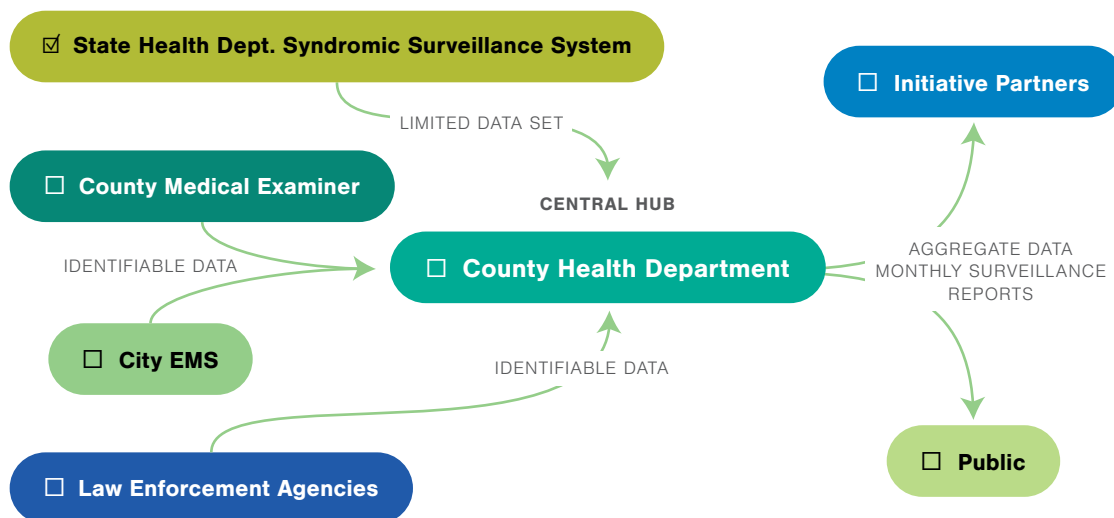 ☑ State Health Dept. Syndromic Surveillance System
☐ Initiative Partners
LIMITED DATA SET
☐ County Medical Examiner
CENTRAL HUB
IDENTIFIABLE DATA
☐ County Health Department
AGGREGATE DATA
MONTHLY SURVEILLANCE
REPORTS
☐ City EMS
IDENTIFIABLE DATA
☐ Law Enforcement Agencies
☐ Public